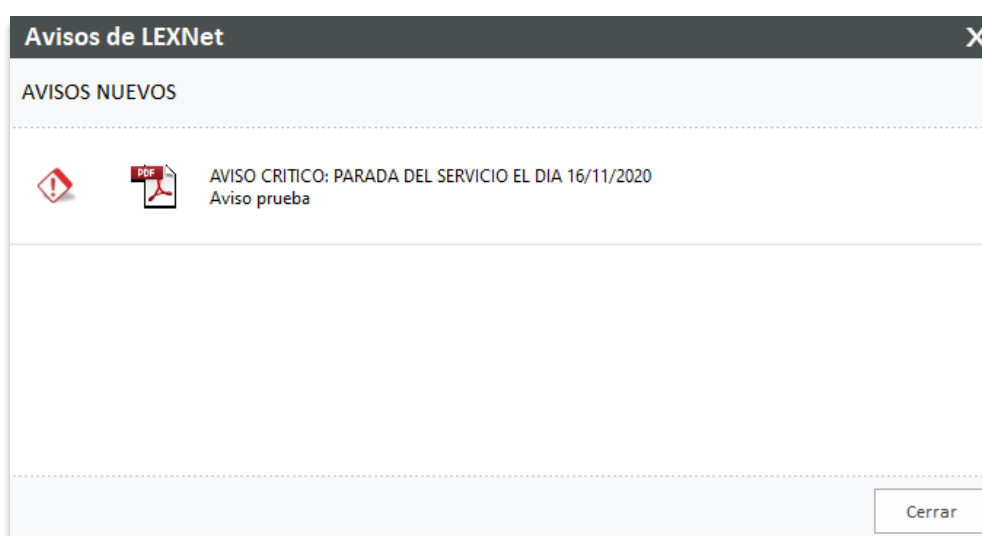 Avisos de LEXNet X
AVISOS NUEVOS
PDF
AVISO CRITICO: PARADA DEL SERVICIO EL DIA 16/11/2020
Aviso prueba
Cerrar